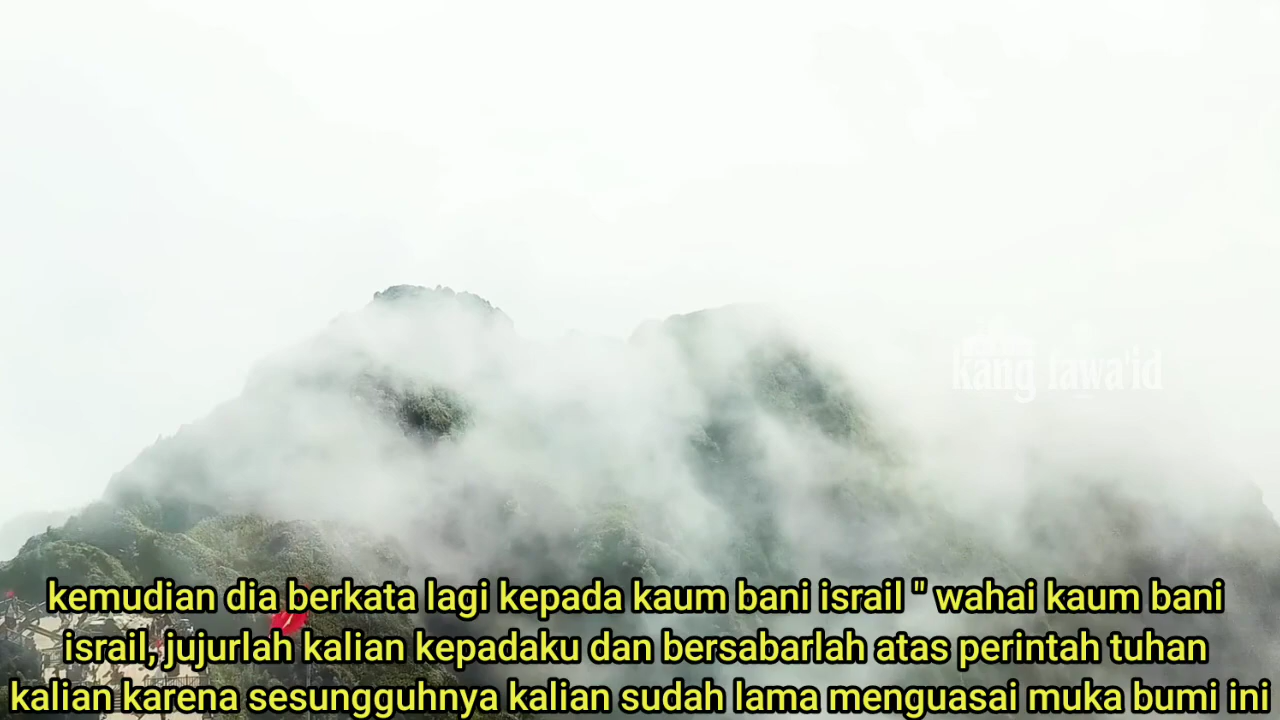 kang fawa'id
kemudian dia berkata lagi kepada kaum bani israil " wahai kaum bani
israil, jujurlah kalian kepadaku dan bersabarlah atas perintah tuhan
kalian karena sesungguhnya kalian sudah lama menguasai muka bumi ini